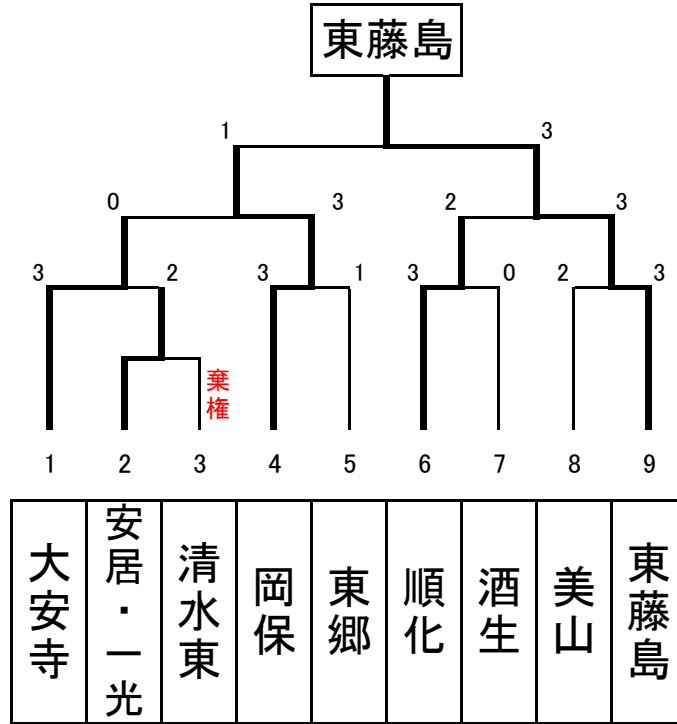 東藤島
1 3
0 3 2 3
3 2 3 1 3 0 2 3
棄権
1 2 3 4 5 6 7 8 9
大安寺
安居・一光
清水東
岡保
東郷
順化
酒生
美山
東藤島